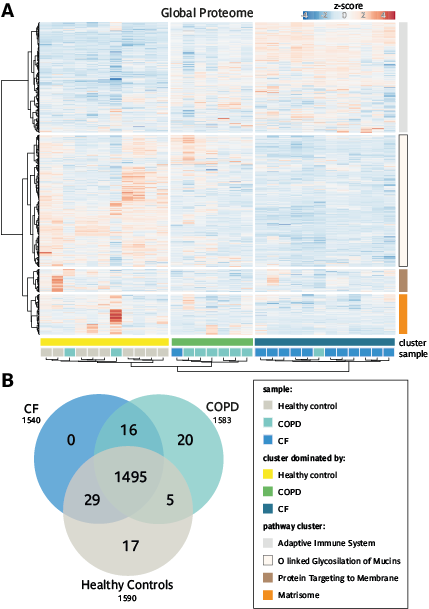 A
Global Proteome
z-score
-4 -2 0 2 4
cluster
sample
B
CF
1540
COPD
1583
0
16
20
1495
29
5
17
Healthy Controls
1590
sample:
Healthy control
COPD
CF
cluster dominated by:
Healthy control
COPD
CF
pathway cluster:
Adaptive Immune System
O linked Glycosilation of Mucins
Protein Targeting to Membrane
Matrisome